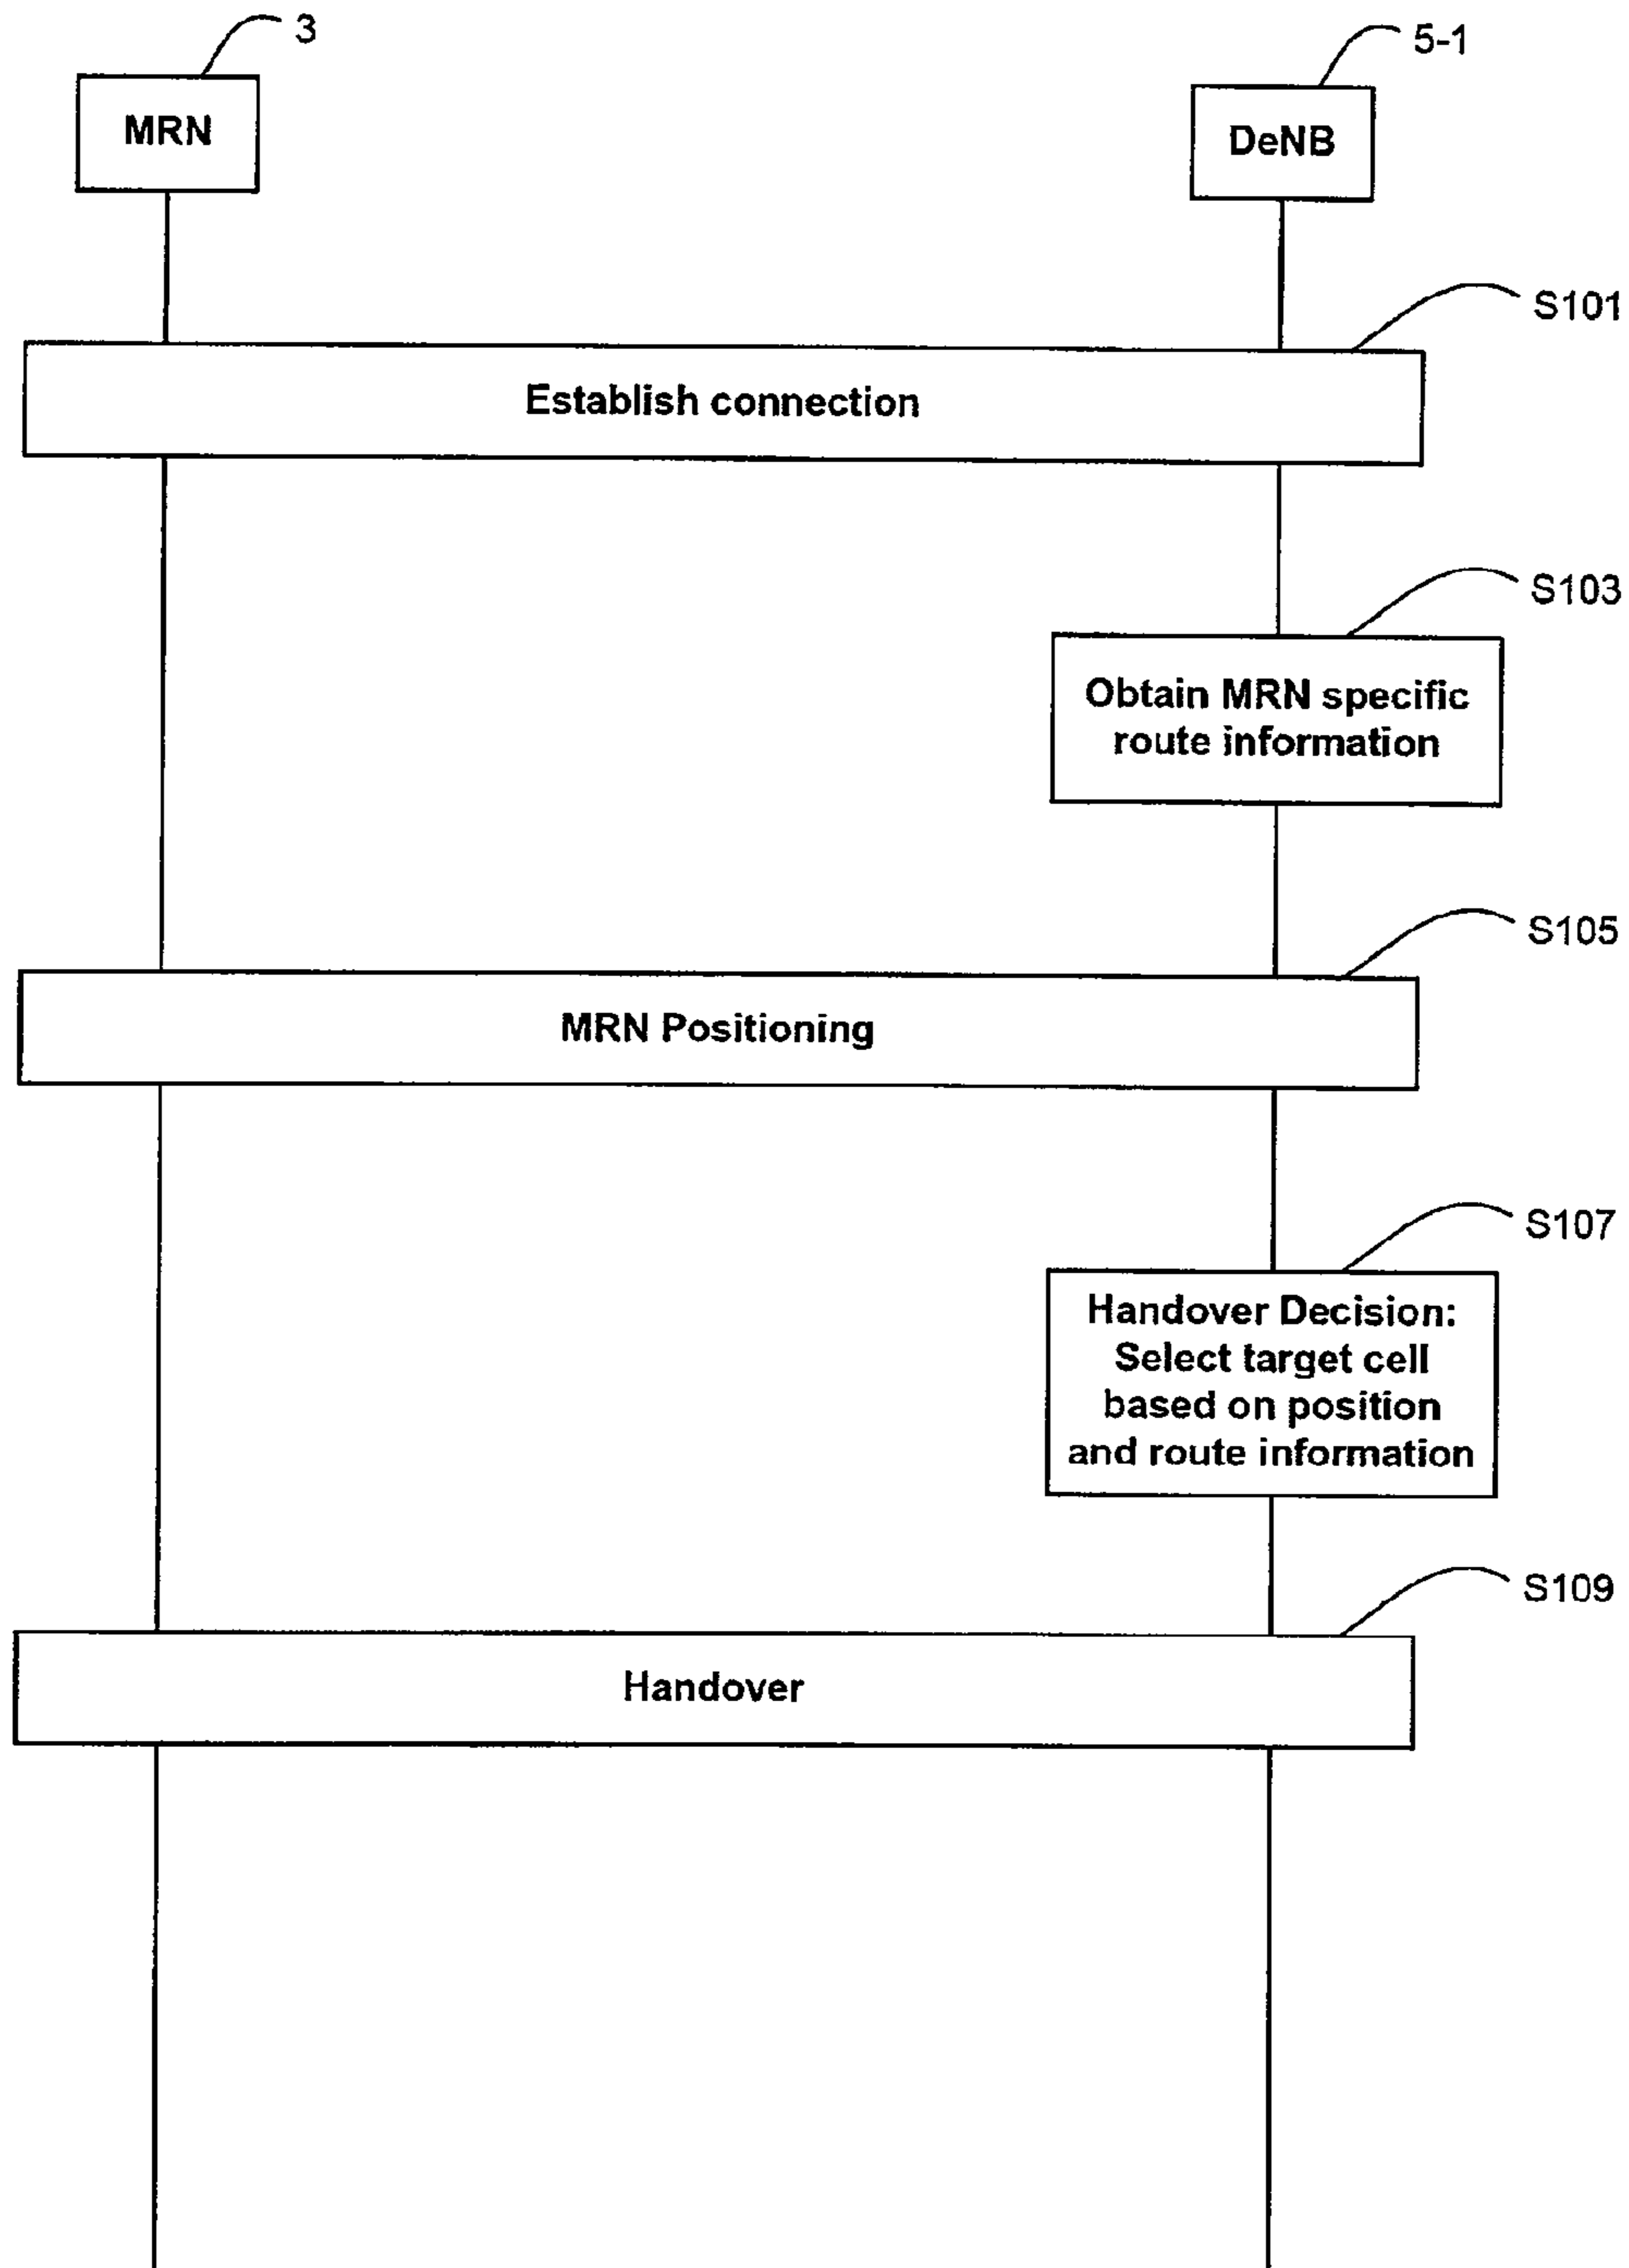 3
5-1
MRN
DeNB
S101
Establish connection
S103
Obtain MRN specific
route information
S105
MRN Positioning
S107
Handover Decision:
Select target cell
based on position
and route information
S109
Handover